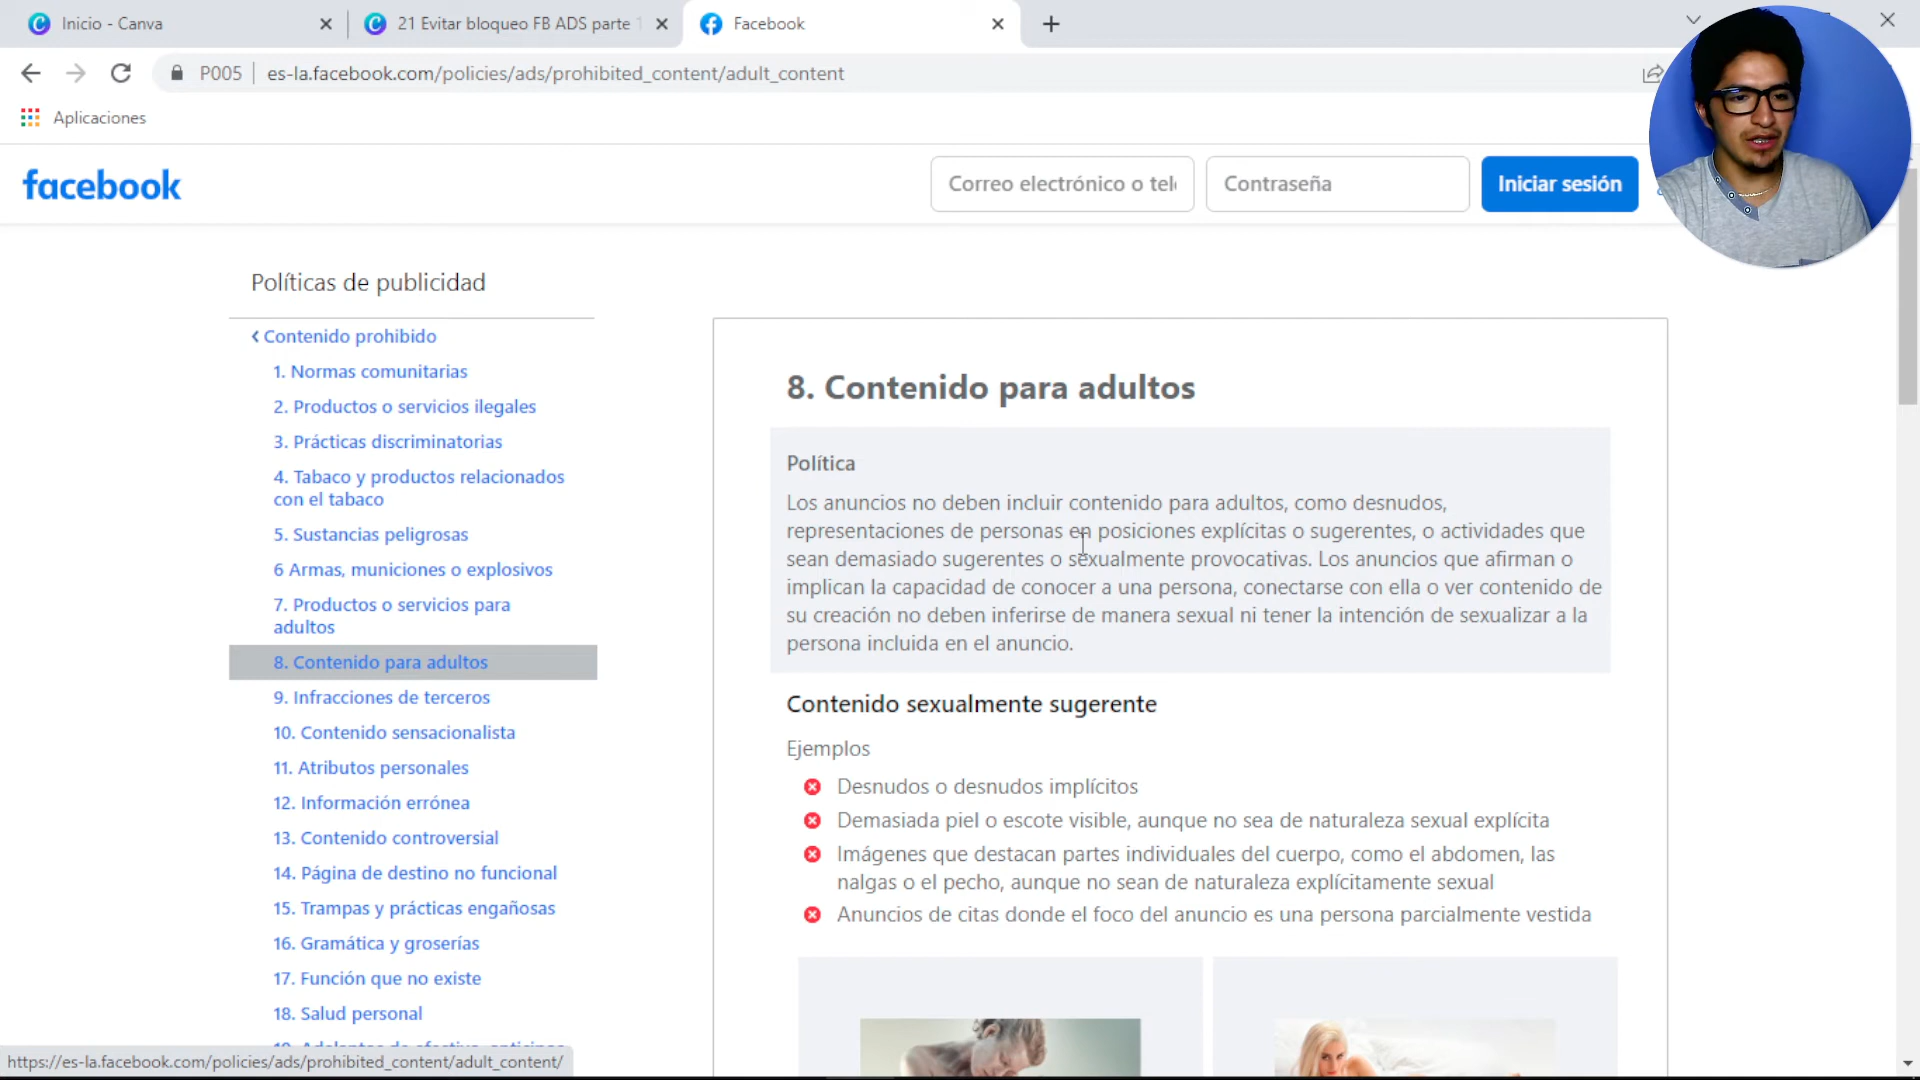 Inicio - Canva
21 Evitar bloqueo FB ADS parte 1
Facebook
P005
es-la.facebook.com/policies/ads/prohibited_content/adult_content
Aplicaciones
facebook
Correo electrónico o tel
Contraseña
Iniciar sesión
Políticas de publicidad
Contenido prohibido
1. Normas comunitarias
2. Productos o servicios ilegales
3. Prácticas discriminatorias
4. Tabaco y productos relacionados
con el tabaco
5. Sustancias peligrosas
6 Armas, municiones o explosivos
7. Productos o servicios para
adultos
8. Contenido para adultos
9. Infracciones de terceros
10. Contenido sensacionalista
11. Atributos personales
12. Información errónea
13. Contenido controversial
14. Página de destino no funcional
15. Trampas y prácticas engañosas
16. Gramática y groserías
17. Función que no existe
18. Salud personal
8. Contenido para adultos
Política
Los anuncios no deben incluir contenido para adultos, como desnudos,
representaciones de personas en posiciones explícitas o sugerentes, o actividades que
sean demasiado sugerentes o sexualmente provocativas. Los anuncios que afirman o
implican la capacidad de conocer a una persona, conectarse con ella o ver contenido de
su creación no deben inferirse de manera sexual ni tener la intención de sexualizar a la
persona incluida en el anuncio.
Contenido sexualmente sugerente
Ejemplos
Desnudos o desnudos implícitos
Demasiada piel o escote visible, aunque no sea de naturaleza sexual explícita
Imágenes que destacan partes individuales del cuerpo, como el abdomen, las
nalgas o el pecho, aunque no sean de naturaleza explícitamente sexual
Anuncios de citas donde el foco del anuncio es una persona parcialmente vestida
https://es-la.facebook.com/policies/ads/prohibited_content/adult_content/